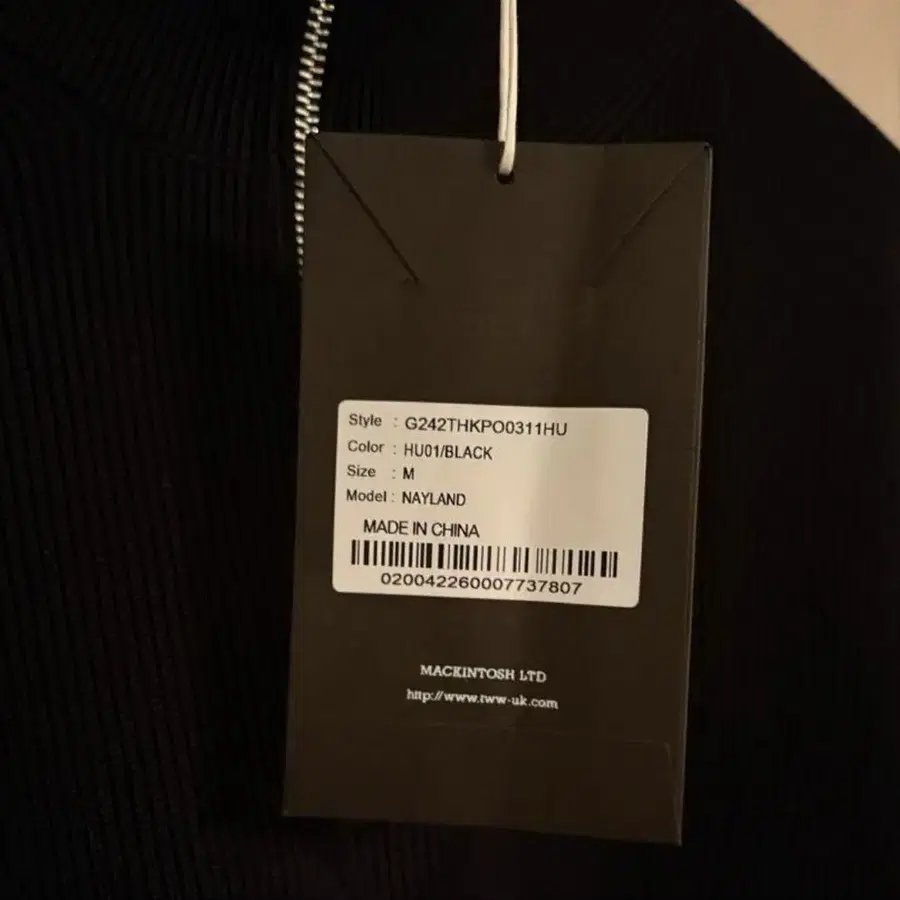 Style : G242THKPO0311HU
Color : HU01/BLACK
Size : M
Model : NAYLAND
MADE IN CHINA
020042260007737807
MACKINTOSH LTD
http://www.tww-uk.com